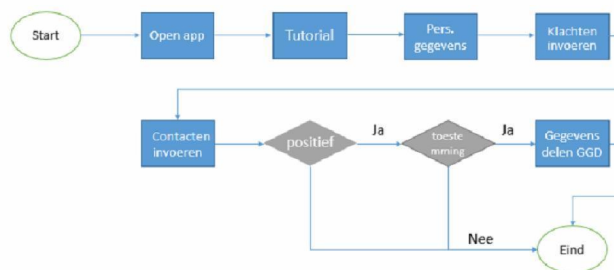 Start
Open app
Tutorial
Pers.
gegevens
Klachten
invoeren
Contacten
invoeren
positief
Ja
toeste
mming
Ja
Gegevens
delen GGD
Nee
Eind